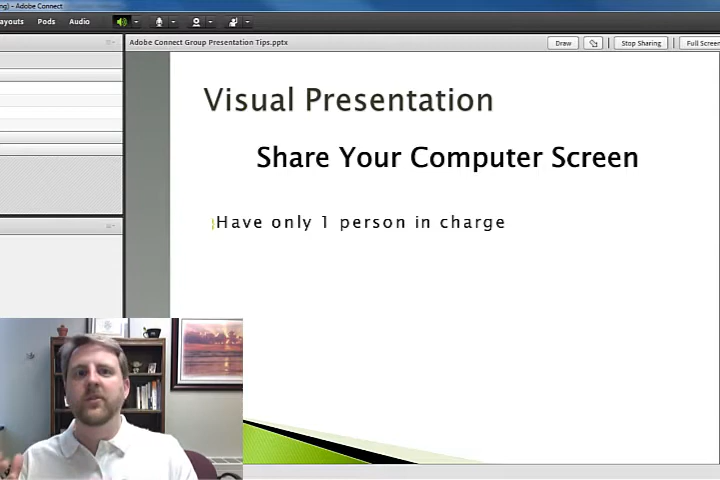 ng) - Adobe Connect
ayouts Pods Audio
Adobe Connect Group Presentation Tips.pptx
Draw Stop Sharing Full Screen
Visual Presentation
Share Your Computer Screen
Have only 1 person in charge